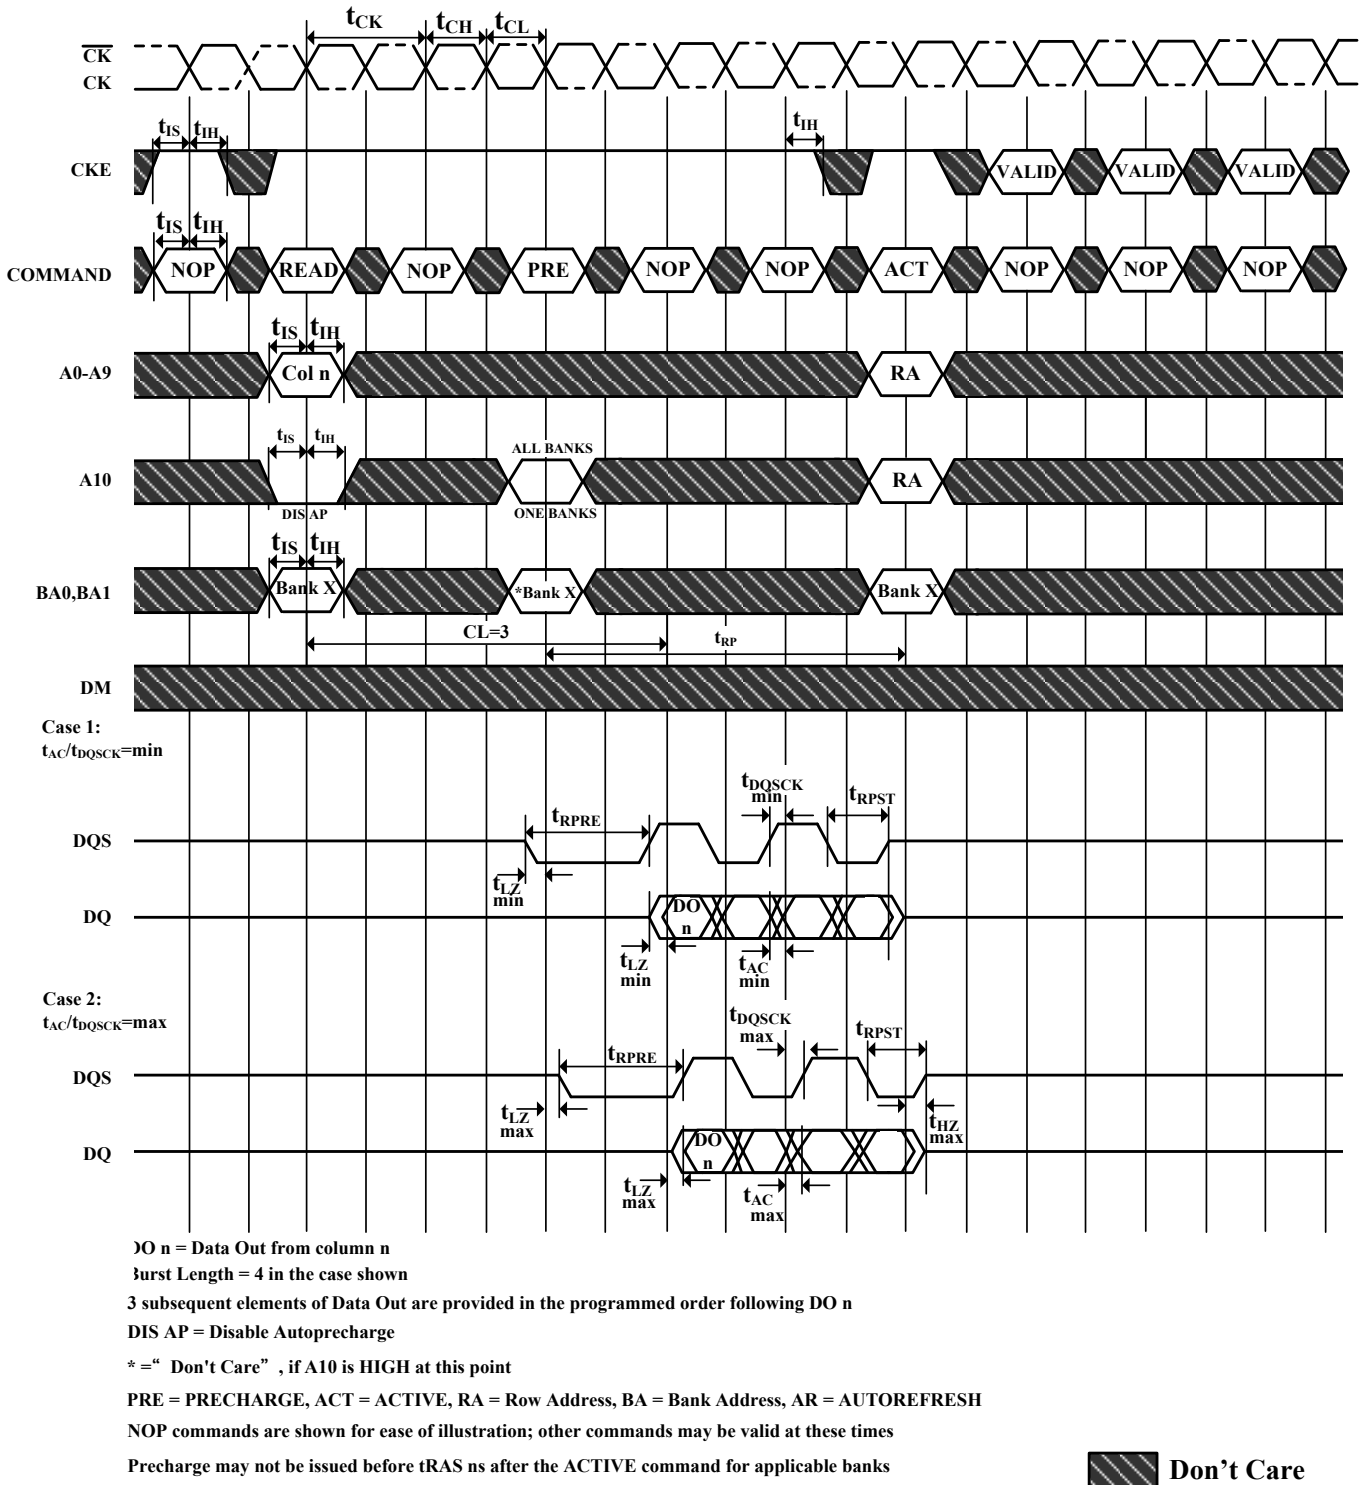 tCK tCH tCL
CK
CK
tIS tIH tIH
CKE VALID VALID VALID
tIS tIH
COMMAND NOP READ NOP PRE NOP NOP ACT NOP NOP NOP
tIS tIH
A0-A9 Col n RA
tIS tIH ALL BANKS
A10 RA
DIS AP ONE BANKS
tIS tIH
BA0,BA1 Bank X *Bank X Bank X
CL=3 tRP
DM
Case 1:
tAC/tDQSCK=min
tDQSCK
min
tRPRE tRPST
DQS
tLZ
min
DQ DO
n
tLZ
min
tAC
min
Case 2:
tAC/tDQSCK=max
tDQSCK
max
tRPRE tRPST
DQS
tLZ
max
tHZ
max
DQ DO
n
tLZ
max
tAC
max
DO n = Data Out from column n
Burst Length = 4 in the case shown
3 subsequent elements of Data Out are provided in the programmed order following DO n
DIS AP = Disable Autoprecharge
* =“ Don't Care”, if A10 is HIGH at this point
PRE = PRECHARGE, ACT = ACTIVE, RA = Row Address, BA = Bank Address, AR = AUTOREFRESH
NOP commands are shown for ease of illustration; other commands may be valid at these times
Precharge may not be issued before tRAS ns after the ACTIVE command for applicable banks
Don’t Care